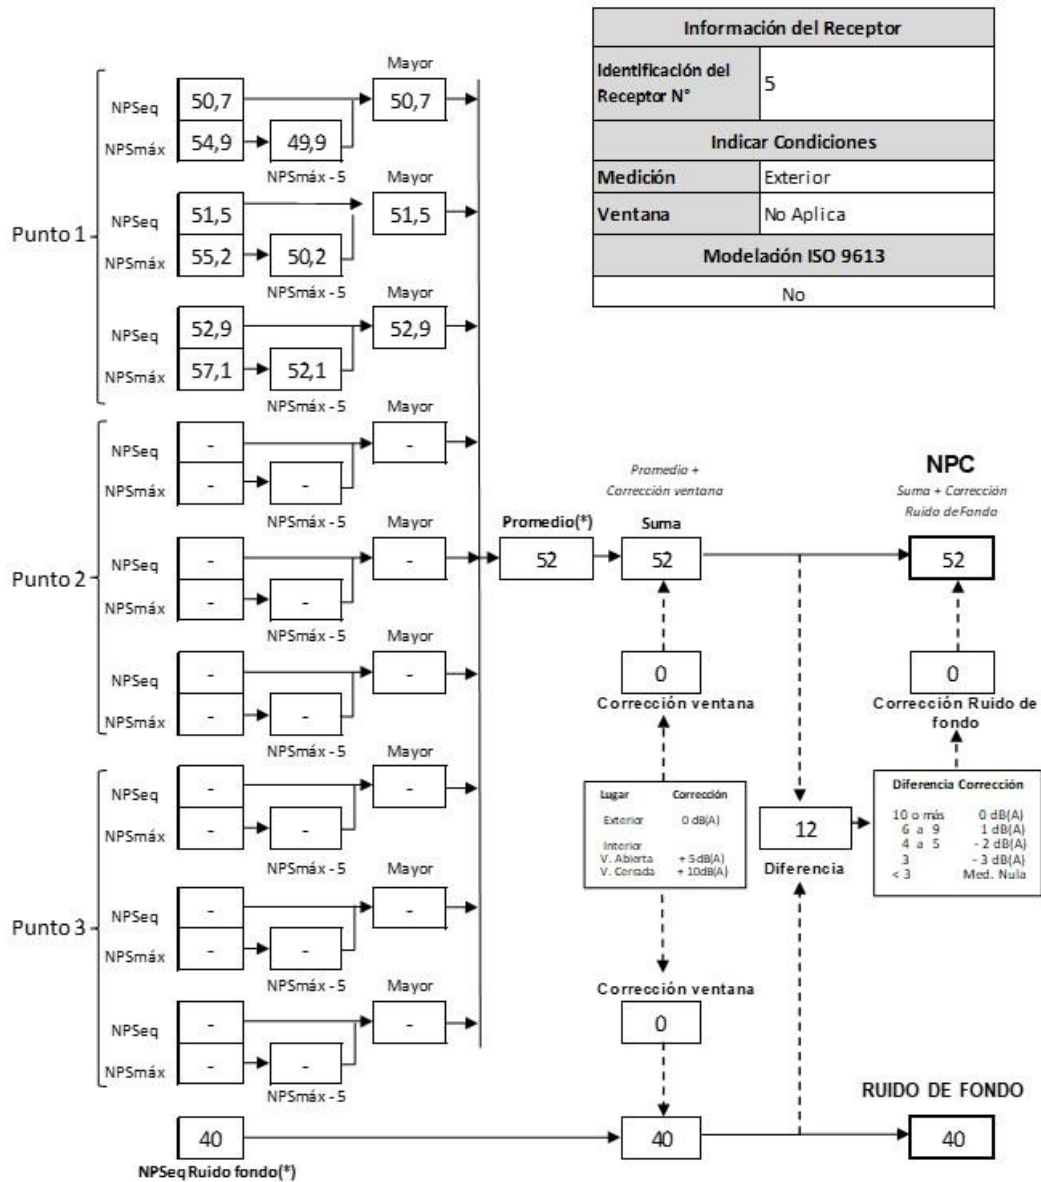 Información del Receptor
Identificación del Receptor N°
5
Indicar Condiciones
Medición
Exterior
Ventana
No Aplica
Modelación ISO 9613
No
Punto 1
Mayor
NPSeq
50,7
50,7
NPSmáx
54,9
49,9
NPSmáx - 5
Mayor
NPSeq
51,5
51,5
NPSmáx
55,2
50,2
NPSmáx - 5
Mayor
NPSeq
52,9
52,9
NPSmáx
57,1
52,1
NPSmáx - 5
Punto 2
Mayor
NPSeq
-
-
NPSmáx
-
-
NPSmáx - 5
Mayor
NPSeq
-
-
NPSmáx
-
-
NPSmáx - 5
Mayor
NPSeq
-
-
NPSmáx
-
-
NPSmáx - 5
Punto 3
Mayor
NPSeq
-
-
NPSmáx
-
-
NPSmáx - 5
Mayor
NPSeq
-
-
NPSmáx
-
-
NPSmáx - 5
Mayor
NPSeq
-
-
NPSmáx
-
-
NPSmáx - 5
40
NPSeq Ruido fondo(*)
Promedio(*)
52
Promedio +
Corrección ventana
Suma
52
0
Corrección ventana
Lugar Corrección
Exterior 0 dB(A)
Interior
V. Abierta + 5dB(A)
V. Cerrada + 10dB(A)
Corrección ventana
0
40
12
Diferencia
NPC
Suma + Corrección
Ruido de Fondo
52
0
Corrección Ruido de
fondo
Diferencia Corrección
10 o más 0 dB(A)
6 a 9 1 dB(A)
4 a 5 - 2 dB(A)
3 - 3 dB(A)
< 3 Med. Nula
RUIDO DE FONDO
40